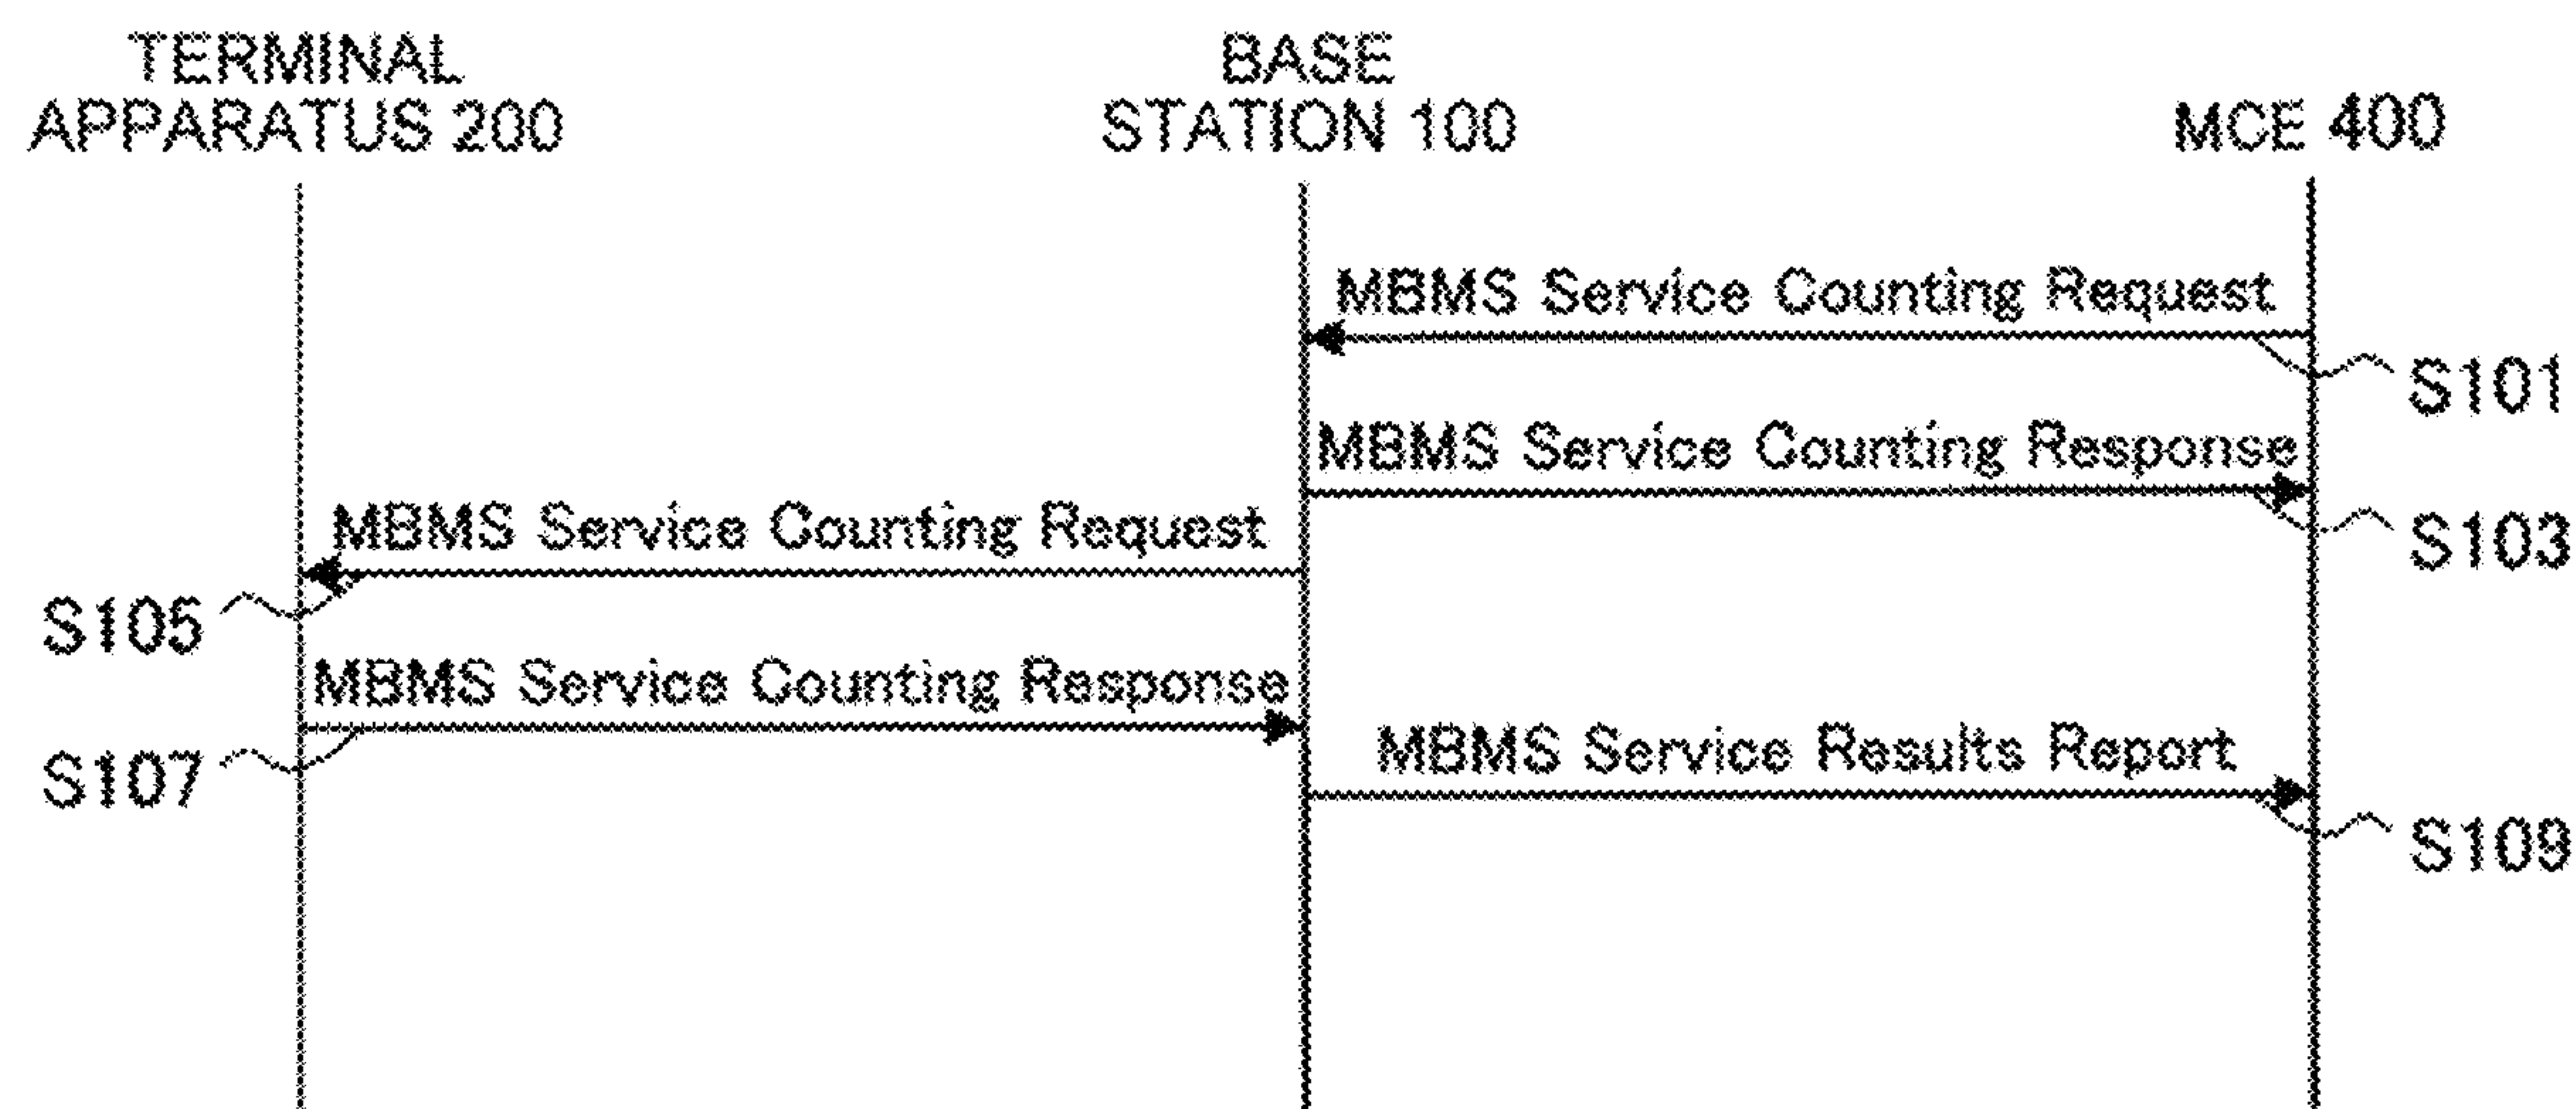 TERMINAL
APPARATUS 200
BASE
STATION 100
MCE 400
MBMS Service Counting Request
S101
MBMS Service Counting Response
S103
MBMS Service Counting Request
S105
MBMS Service Counting Response
S107
MBMS Service Results Report
S109